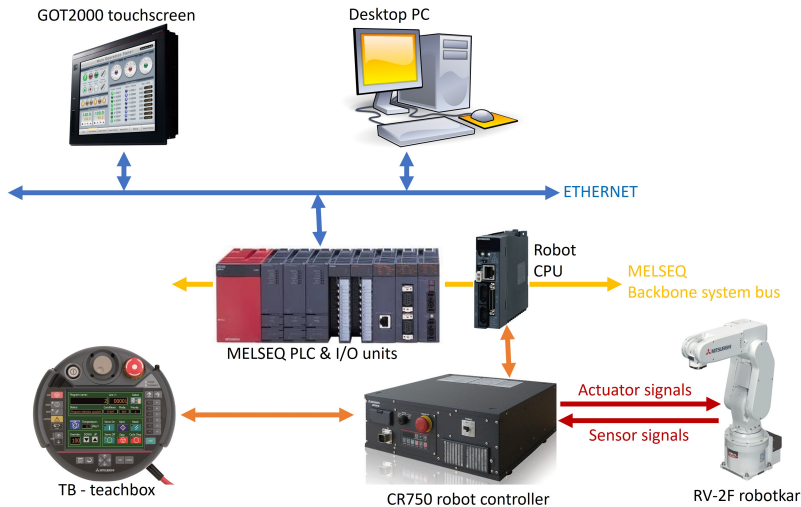 GOT2000 touchscreen
Desktop PC
ETHERNET
Robot
CPU
MELSEQ
Backbone system bus
MELSEQ PLC & I/O units
MITSUBISHI
Actuator signals
Sensor signals
TB - teachbox
CR750 robot controller
RV-2F robotkar